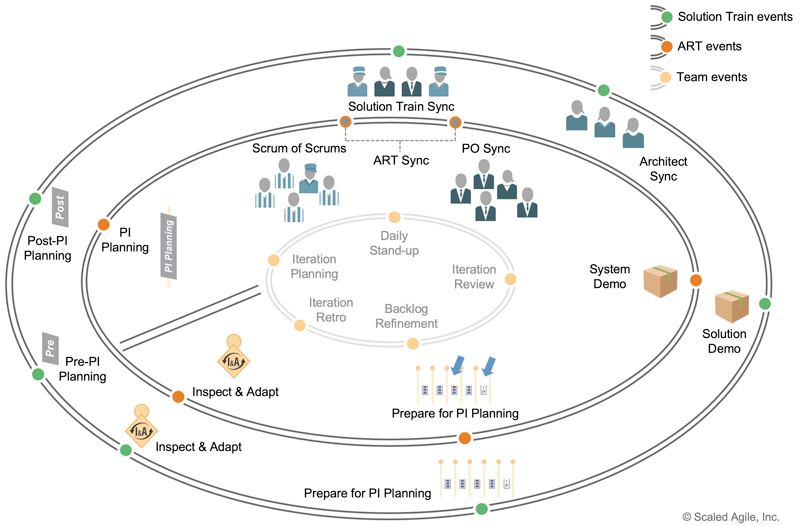 Solution Train events
ART events
Team events
Solution Train Sync
Scrum of Scrums
ART Sync
PO Sync
Architect
Sync
Post
Post-PI
Planning
PI
Planning
PI Planning
Daily
Stand-up
Iteration
Planning
Iteration
Review
Iteration
Retro
Backlog
Refinement
System
Demo
Solution
Demo
Pre
Pre-PI
Planning
I&A
Inspect & Adapt
I&A
Inspect & Adapt
Prepare for PI Planning
Prepare for PI Planning
© Scaled Agile, Inc.